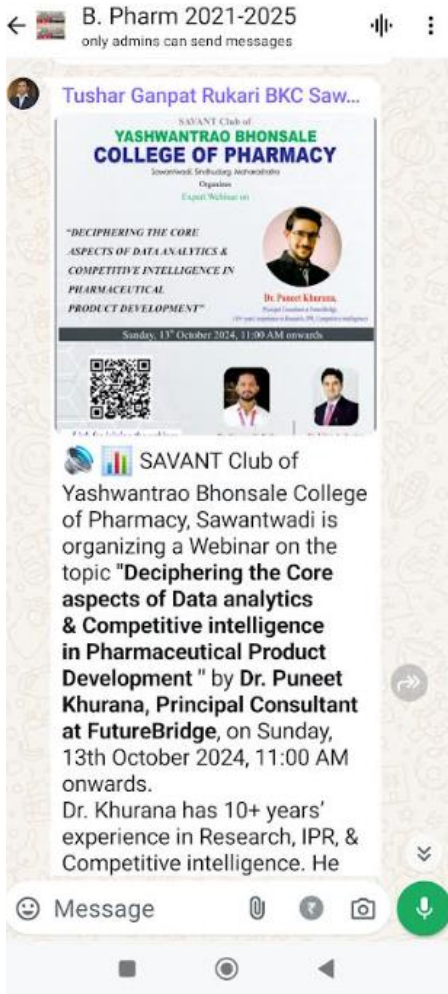 B. Pharm 2021-2025
only admins can send messages
Tushar Ganpat Rukari BKC Saw...
SAVANT Club of
YASHWANTRAO BHONSALE
COLLEGE OF PHARMACY
Sawantwadi, Sindhudurg, Maharashtra
Organizes
Expert Webinar on
"DECIPHERING THE CORE
ASPECTS OF DATA ANALYTICS &
COMPETITIVE INTELLIGENCE IN
PHARMACEUTICAL
PRODUCT DEVELOPMENT"
Dr. Puneet Khurana,
Sunday, 13th October 2024, 11:00 AM onwards
SAVANT Club of
Yashwantrao Bhonsale College
of Pharmacy, Sawantwadi is
organizing a Webinar on the
topic "Deciphering the Core
aspects of Data analytics
& Competitive intelligence
in Pharmaceutical Product
Development " by Dr. Puneet
Khurana, Principal Consultant
at FutureBridge, on Sunday,
13th October 2024, 11:00 AM
onwards.
Dr. Khurana has 10+ years’
experience in Research, IPR, &
Competitive intelligence. He
Message